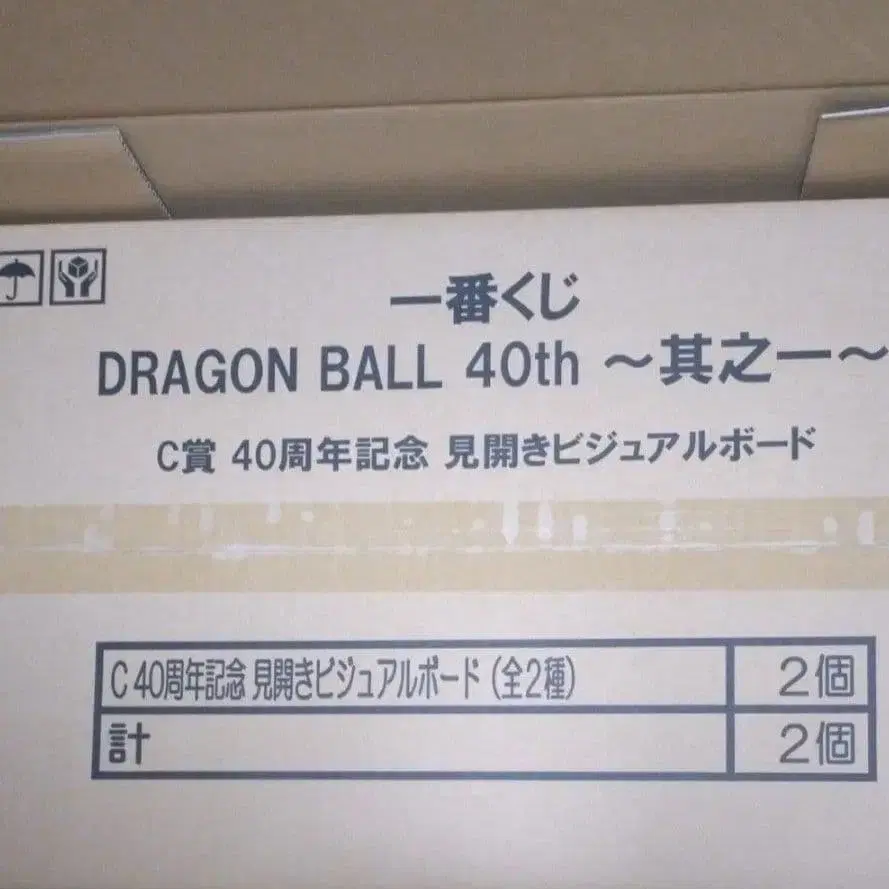 一番くじ
DRAGON BALL 40th ～其之一～
C賞 40周年記念 見開きビジュアルボード
C 40周年記念 見開きビジュアルボード（全2種） 2個
計 2個